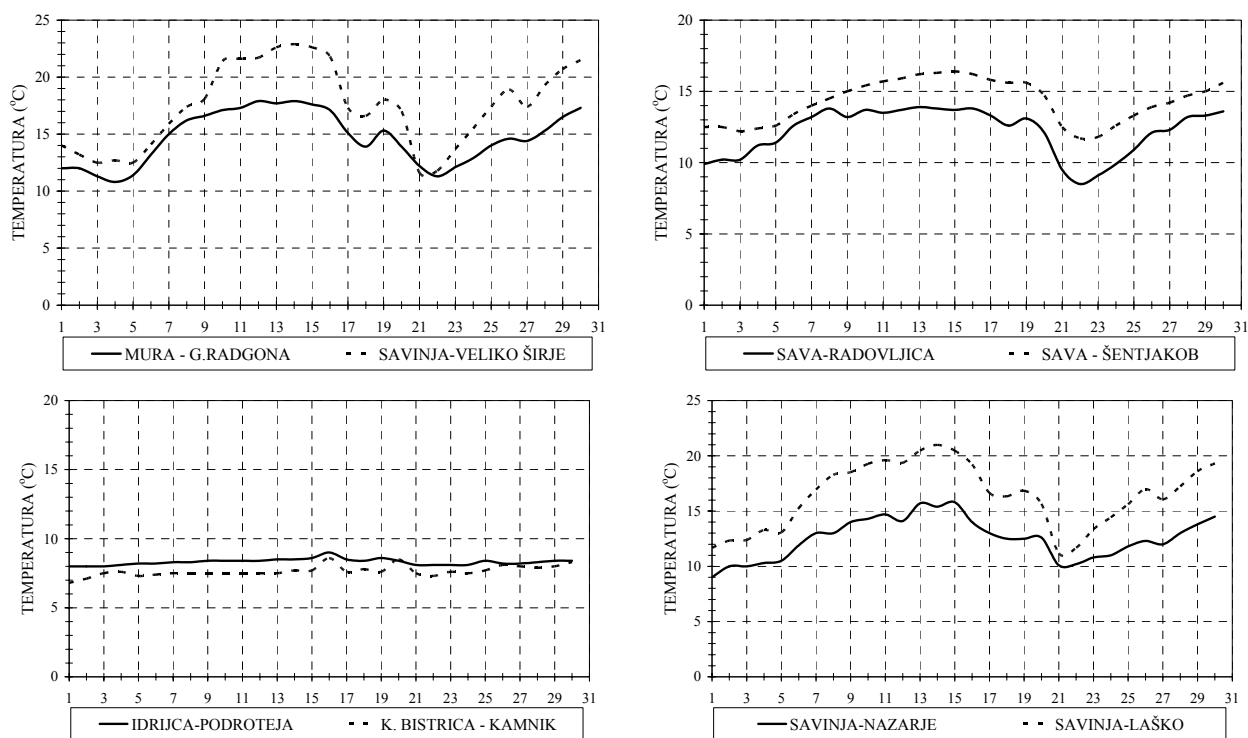 25
20
15
10
5
0
TEMPERATURA (°C)
1 3 5 7 9 11 13 15 17 19 21 23 25 27 29 31
MURA - G.RADGONA SAVINJA-VELIKO ŠIRJE
20
15
10
5
0
TEMPERATURA (°C)
1 3 5 7 9 11 13 15 17 19 21 23 25 27 29 31
SAVA-RADOVLJICA SAVA - ŠENTJAKOB
20
15
10
5
0
TEMPERATURA (°C)
1 3 5 7 9 11 13 15 17 19 21 23 25 27 29 31
IDRIJCA-PODROTEJA K. BISTRICA - KAMNIK
25
20
15
10
5
0
TEMPERATURA (°C)
1 3 5 7 9 11 13 15 17 19 21 23 25 27 29 31
SAVINJA-NAZARJE SAVINJA-LAŠKO